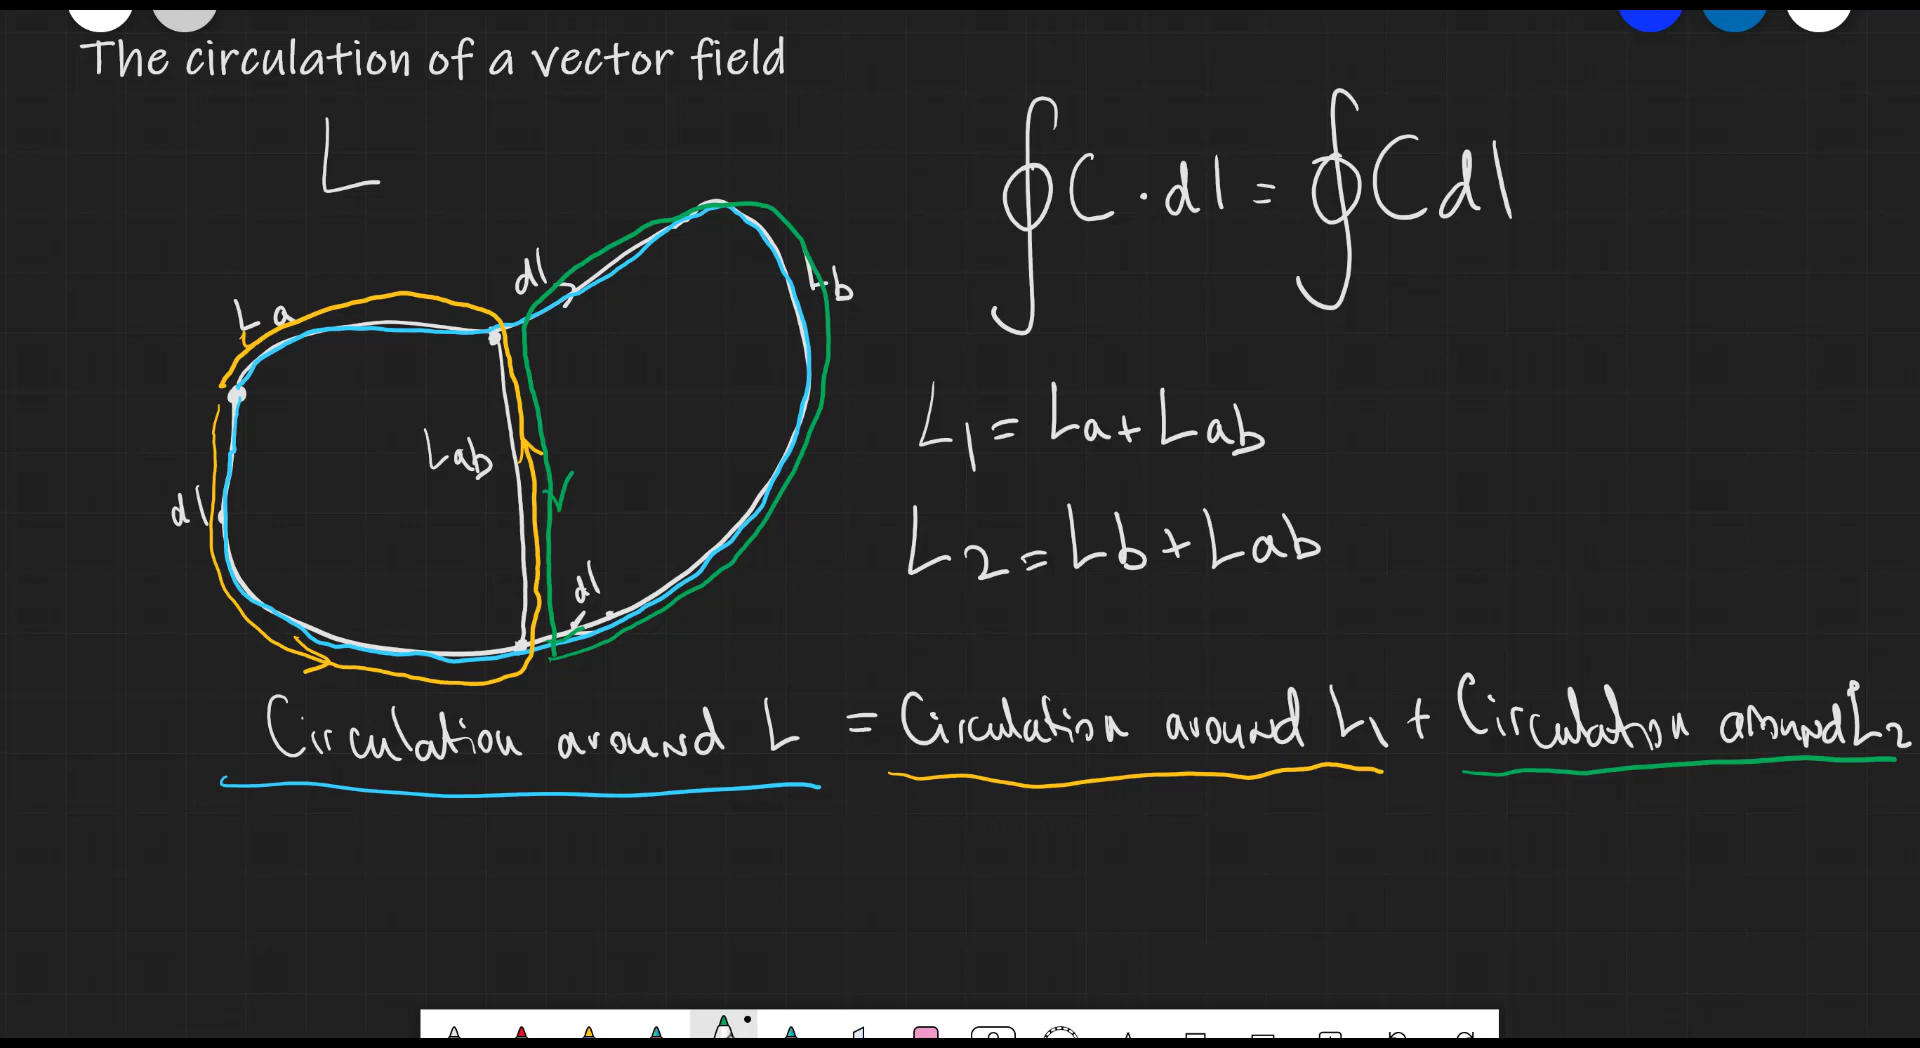 The circulation of a vector field
L
∮C · dl = ∮C dl
dl
Lb
La
L1 = La + Lab
Lab
dl
L2 = Lb + Lab
dl
Circulation around L = Circulation around L1 + Circulation around L2